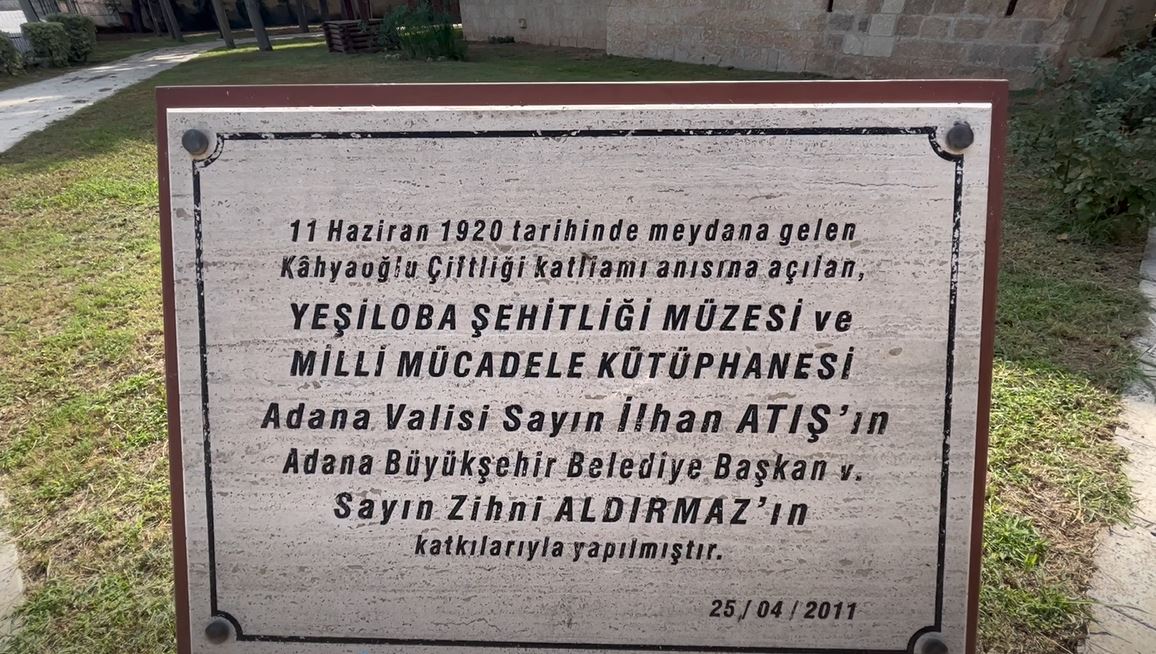 11 Haziran 1920 tarihinde meydana gelen
Kâhyaoğlu Çiftliği katliamı anısına açılan,
YEŞİLOBA ŞEHİTLİĞİ MÜZESİ ve
MİLLİ MÜCADELE KÜTÜPHANESİ
Adana Valisi Sayın İlhan ATIŞ'ın
Adana Büyükşehir Belediye Başkan v.
Sayın Zihni ALDIRMAZ'ın
katkılarıyla yapılmıştır.
25 / 04 / 2011